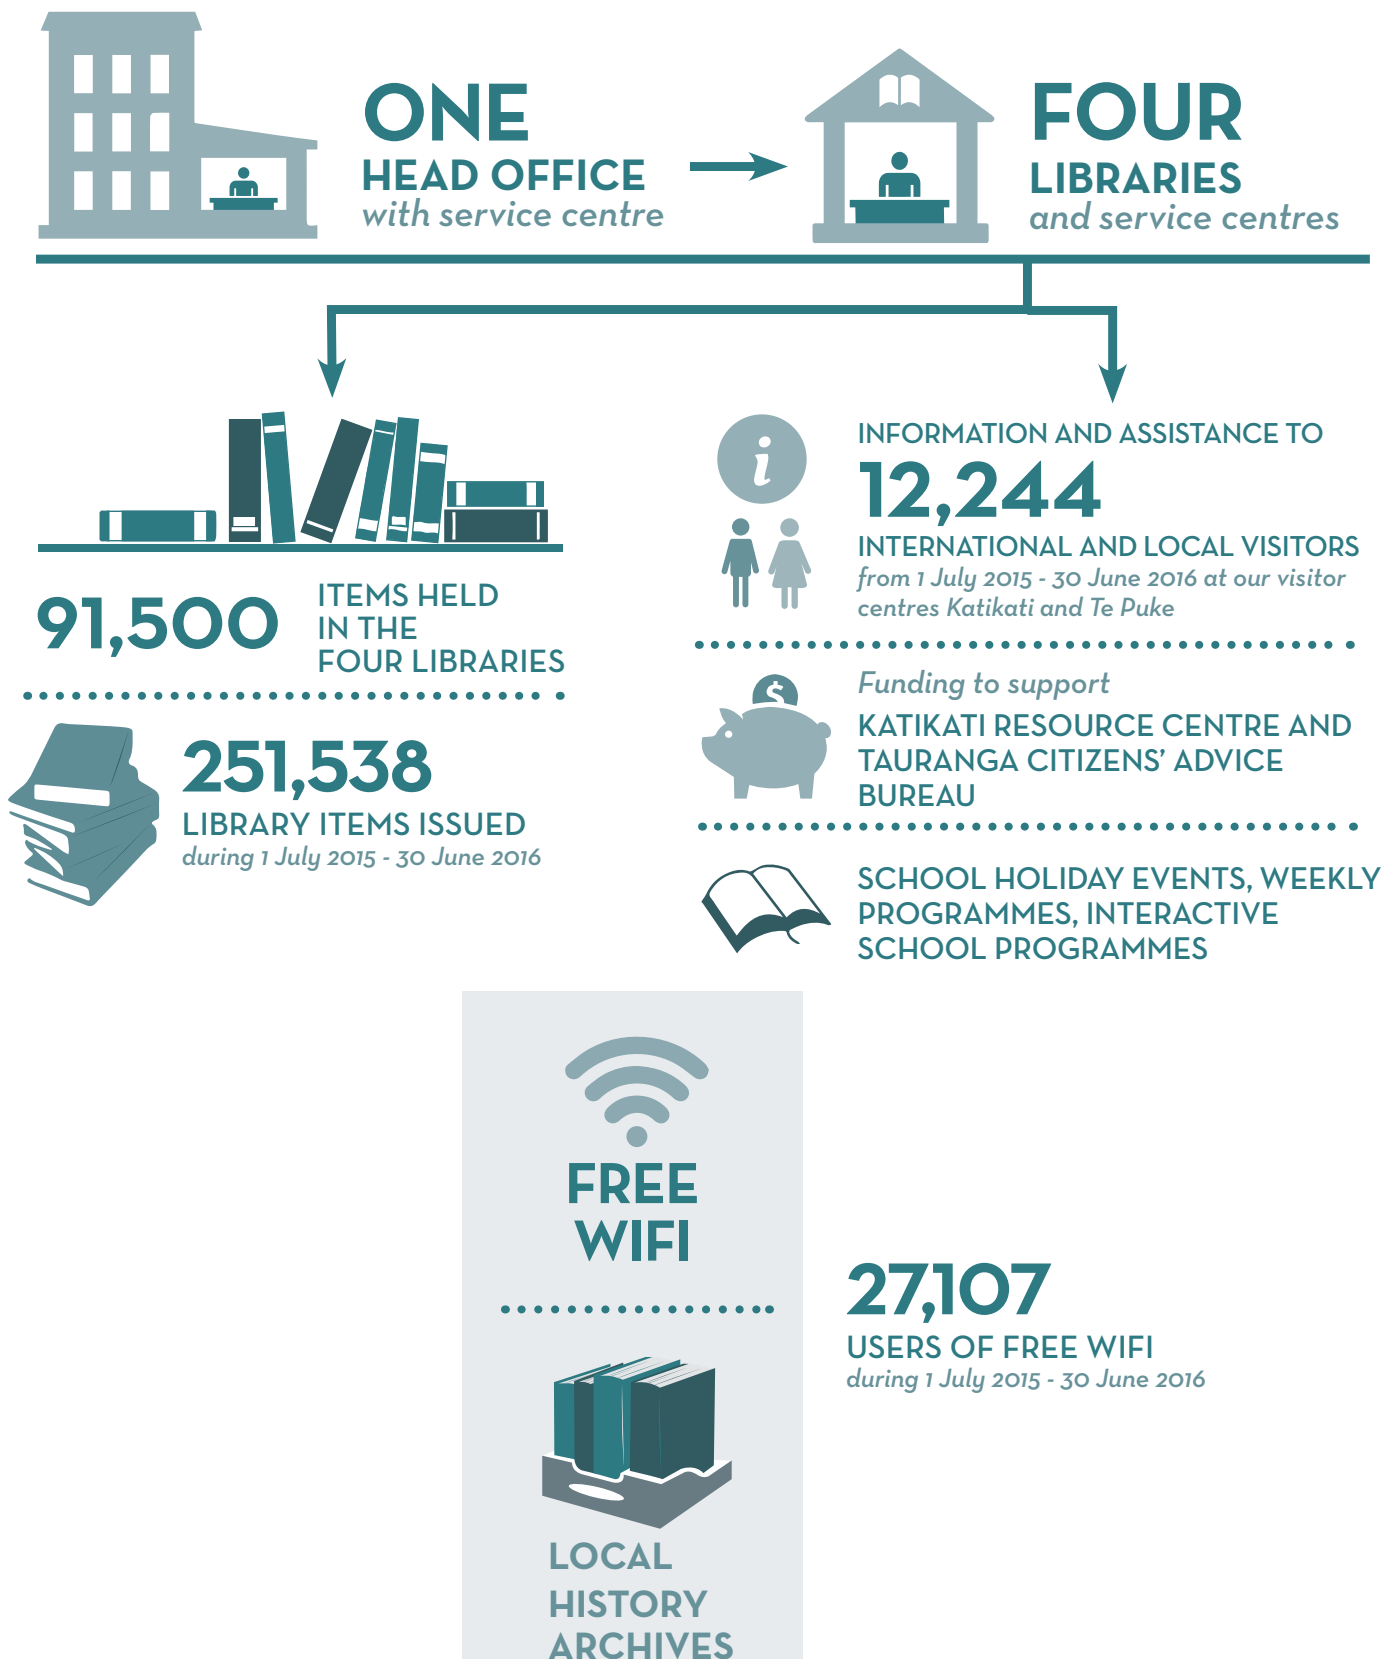 ONE
HEAD OFFICE
with service centre
FOUR
LIBRARIES
and service centres
91,500
ITEMS HELD
IN THE
FOUR LIBRARIES
251,538
LIBRARY ITEMS ISSUED
during 1 July 2015 - 30 June 2016
i
INFORMATION AND ASSISTANCE TO
12,244
INTERNATIONAL AND LOCAL VISITORS
from 1 July 2015 - 30 June 2016 at our visitor
centres Katikati and Te Puke
$
Funding to support
KATIKATI RESOURCE CENTRE AND
TAURANGA CITIZENS' ADVICE
BUREAU
SCHOOL HOLIDAY EVENTS, WEEKLY
PROGRAMMES, INTERACTIVE
SCHOOL PROGRAMMES
FREE
WIFI
27,107
USERS OF FREE WIFI
during 1 July 2015 - 30 June 2016
LOCAL
HISTORY
ARCHIVES